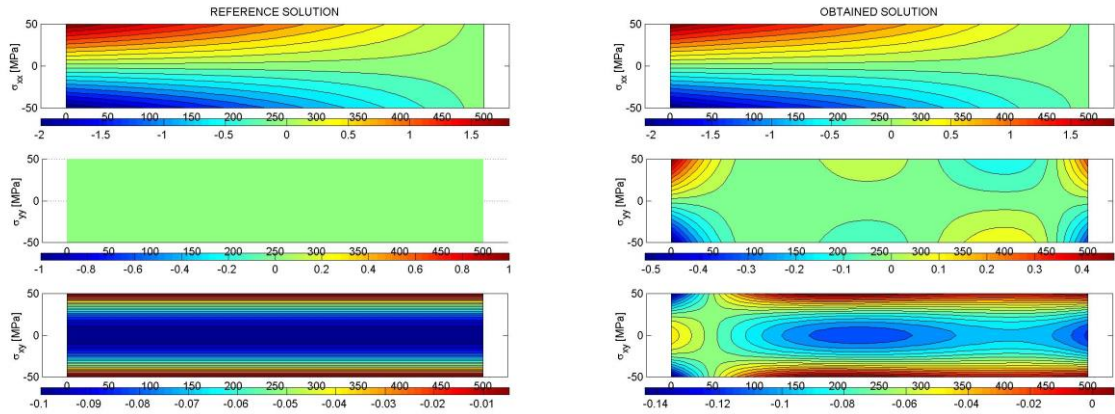 REFERENCE SOLUTION
50
0
-50
σxx [MPa]
0 50 100 150 200 250 300 350 400 450 500
-2 -1.5 -1 -0.5 0 0.5 1 1.5
50
0
-50
σyy [MPa]
0 50 100 150 200 250 300 350 400 450 500
-1 -0.8 -0.6 -0.4 -0.2 0 0.2 0.4 0.6 0.8 1
50
0
-50
σxy [MPa]
0 50 100 150 200 250 300 350 400 450 500
-0.1 -0.09 -0.08 -0.07 -0.06 -0.05 -0.04 -0.03 -0.02 -0.01
OBTAINED SOLUTION
50
0
-50
σxx [MPa]
0 50 100 150 200 250 300 350 400 450 500
-2 -1.5 -1 -0.5 0 0.5 1 1.5
50
0
-50
σyy [MPa]
0 50 100 150 200 250 300 350 400 450 500
-0.5 -0.4 -0.3 -0.2 -0.1 0 0.1 0.2 0.3 0.4
50
0
-50
σxy [MPa]
0 50 100 150 200 250 300 350 400 450 500
-0.14 -0.12 -0.1 -0.08 -0.06 -0.04 -0.02 0